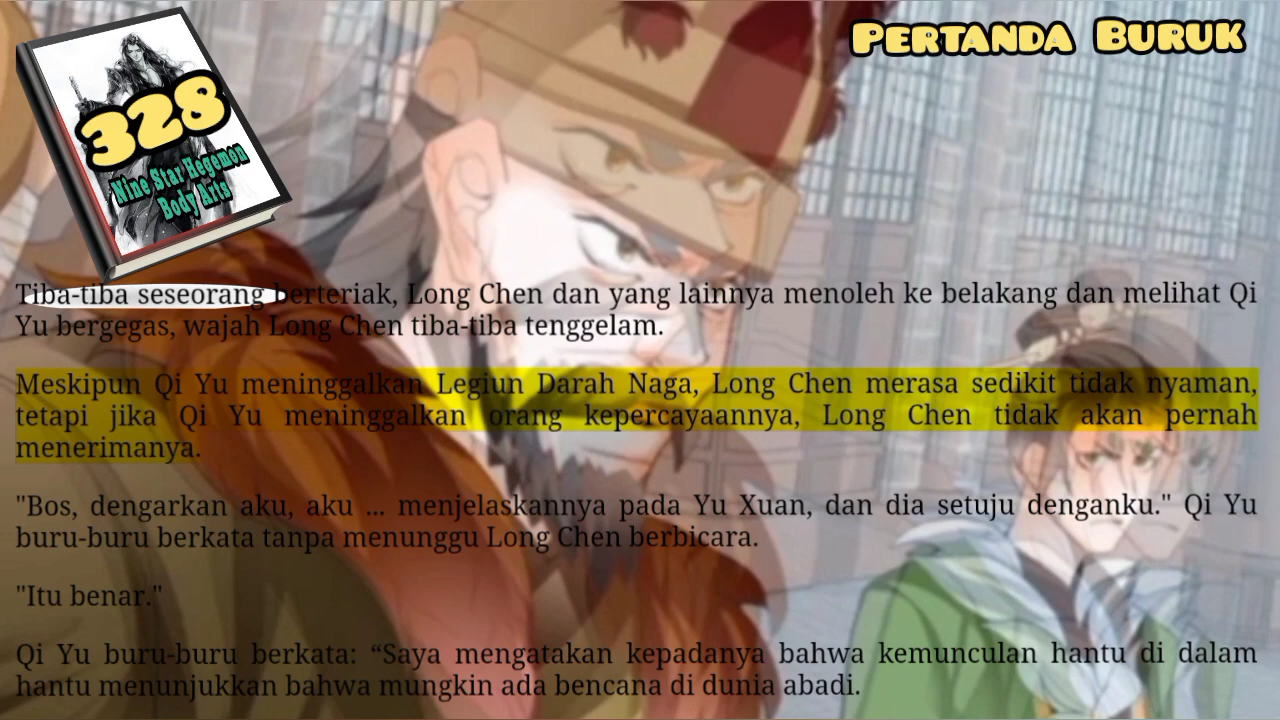 Pertanda Buruk
328
Nine Star Hegemon
Body Arts
Tiba-tiba seseorang berteriak, Long Chen dan yang lainnya menoleh ke belakang dan melihat Qi
Yu bergegas, wajah Long Chen tiba-tiba tenggelam.
Meskipun Qi Yu meninggalkan Legiun Darah Naga, Long Chen merasa sedikit tidak nyaman,
tetapi jika Qi Yu meninggalkan orang kepercayaannya, Long Chen tidak akan pernah
menerimanya.
"Bos, dengarkan aku, aku ... menjelaskannya pada Yu Xuan, dan dia setuju denganku." Qi Yu
buru-buru berkata tanpa menunggu Long Chen berbicara.
"Itu benar."
Qi Yu buru-buru berkata: “Saya mengatakan kepadanya bahwa kemunculan hantu di dalam
hantu menunjukkan bahwa mungkin ada bencana di dunia abadi.